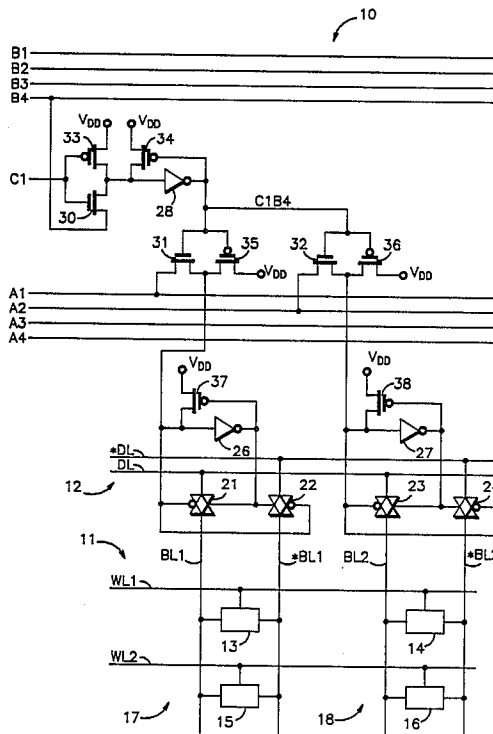 10
B1
B2
B3
B4
VDD VDD
33 34
C1
28
30
C1B4
31 35 32 36
VDD VDD
A1
A2
A3
A4
VDD VDD
37 38
26 27
*DL
DL
12 21 22 23
11
BL1 *BL1 BL2
WL1
13 14
WL2
17 15 18 16